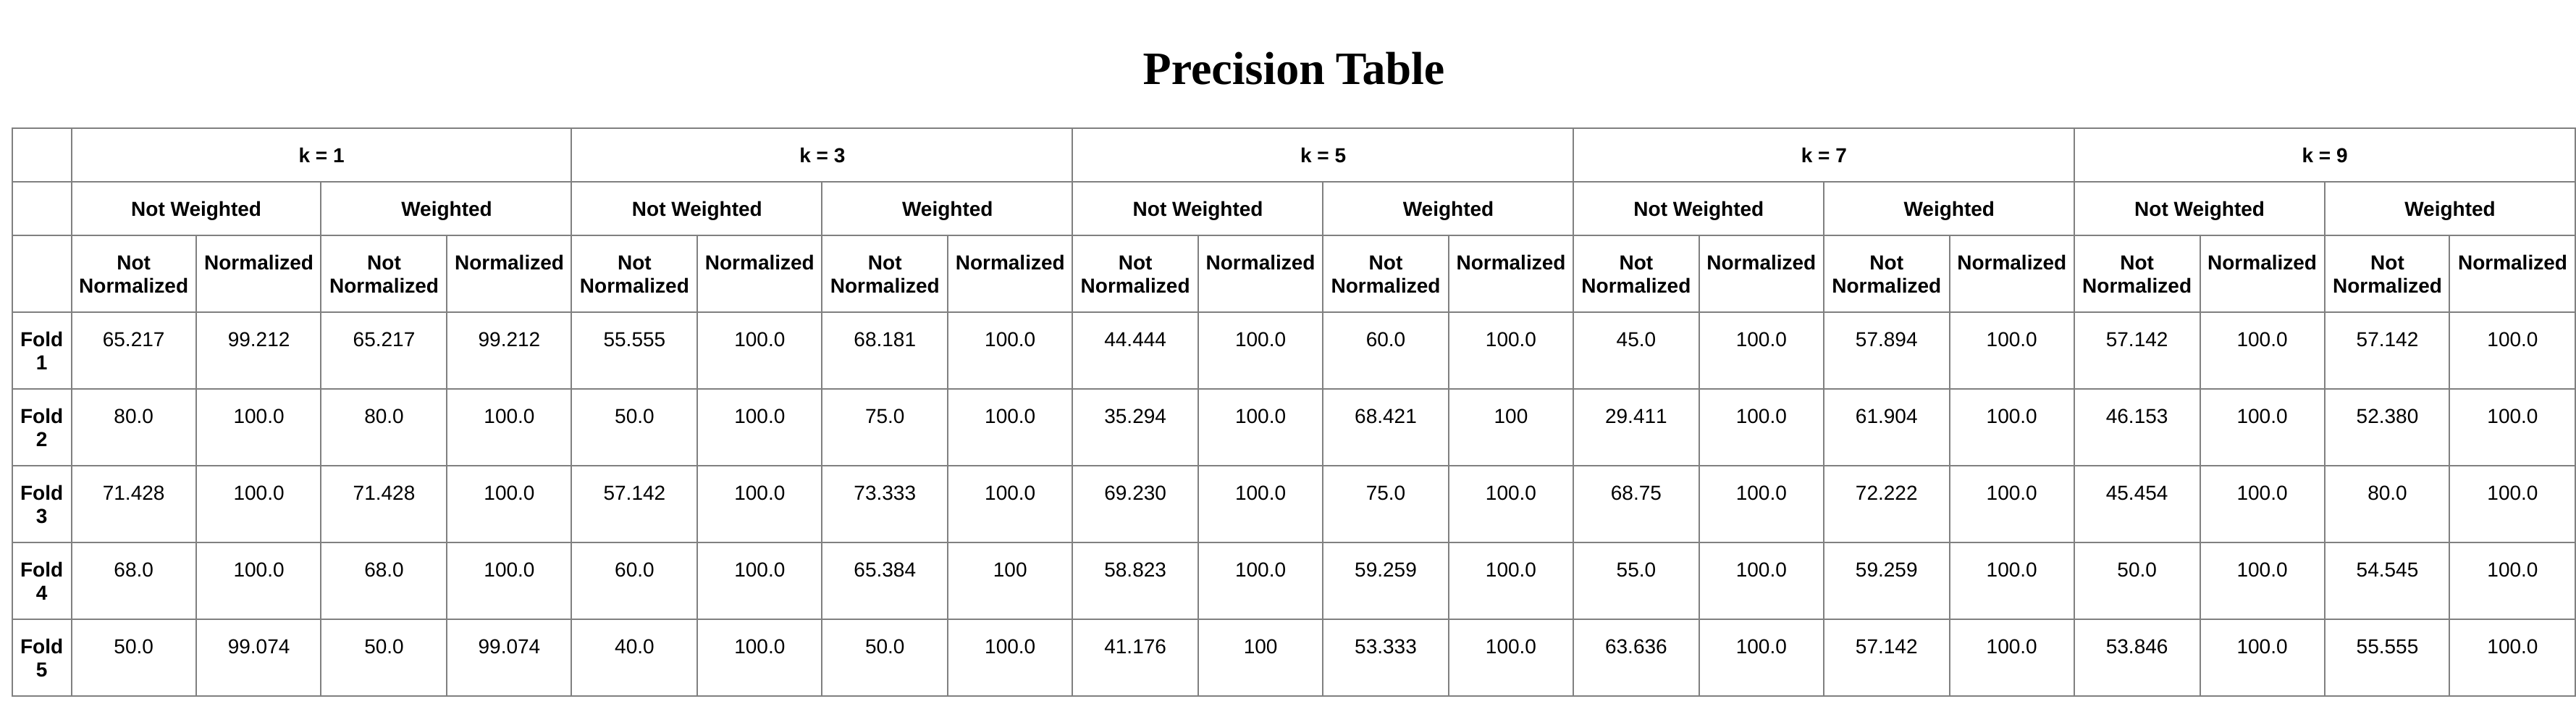 Precision Table
k = 1 k = 3 k = 5 k = 7 k = 9
Not Weighted Weighted Not Weighted Weighted Not Weighted Weighted Not Weighted Weighted Not Weighted Weighted
Not Normalized Not Normalized Not Normalized Not Normalized Not Normalized Not Normalized Not Normalized Not Normalized Not Normalized Not Normalized
Normalized Normalized Normalized Normalized Normalized Normalized Normalized Normalized Normalized Normalized
Fold 65.217 99.212 65.217 99.212 55.555 100.0 68.181 100.0 44.444 100.0 60.0 100.0 45.0 100.0 57.894 100.0 57.142 100.0 57.142 100.0
1
Fold 80.0 100.0 80.0 100.0 50.0 100.0 75.0 100.0 35.294 100.0 68.421 100 29.411 100.0 61.904 100.0 46.153 100.0 52.380 100.0
2
Fold 71.428 100.0 71.428 100.0 57.142 100.0 73.333 100.0 69.230 100.0 75.0 100.0 68.75 100.0 72.222 100.0 45.454 100.0 80.0 100.0
3
Fold 68.0 100.0 68.0 100.0 60.0 100.0 65.384 100 58.823 100.0 59.259 100.0 55.0 100.0 59.259 100.0 50.0 100.0 54.545 100.0
4
Fold 50.0 99.074 50.0 99.074 40.0 100.0 50.0 100.0 41.176 100 53.333 100.0 63.636 100.0 57.142 100.0 53.846 100.0 55.555 100.0
5